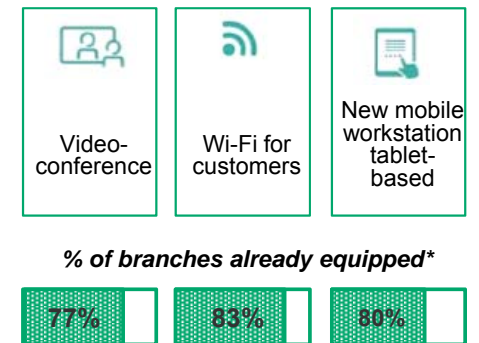 Video-
conference
Wi-Fi for
customers
New mobile
workstation
tablet-
based
% of branches already equipped*
77%
83%
80%